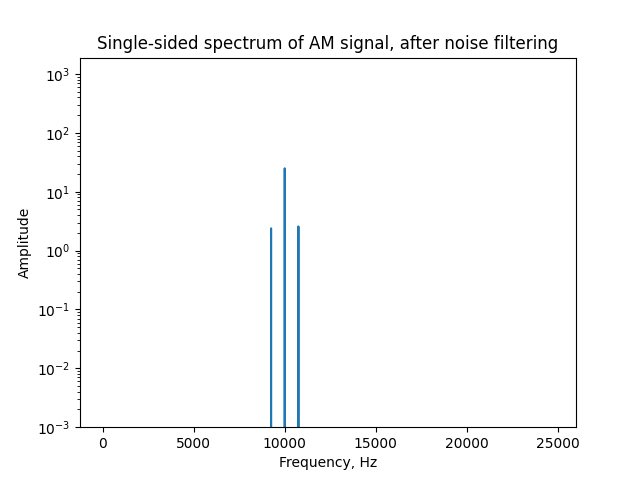 Single-sided spectrum of AM signal, after noise filtering
10³
10²
10¹
10⁰
10⁻¹
10⁻²
10⁻³
Amplitude
0 5000 10000 15000 20000 25000
Frequency, Hz